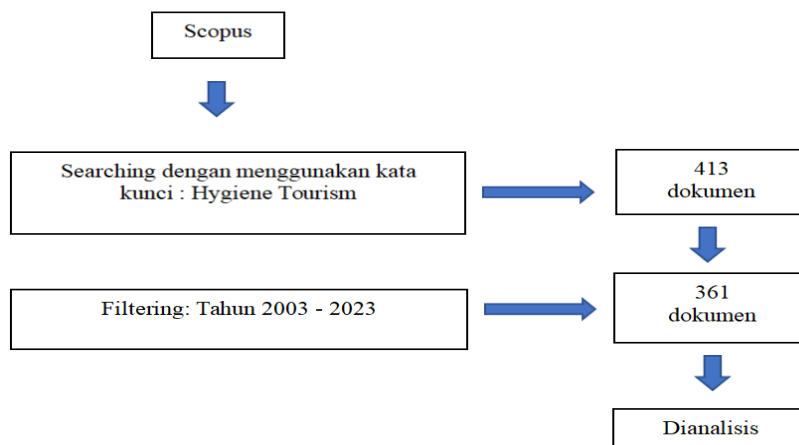 Scopus
Searching dengan menggunakan kata
kunci : Hygiene Tourism
413
dokumen
Filtering: Tahun 2003 - 2023
361
dokumen
Dianalisis